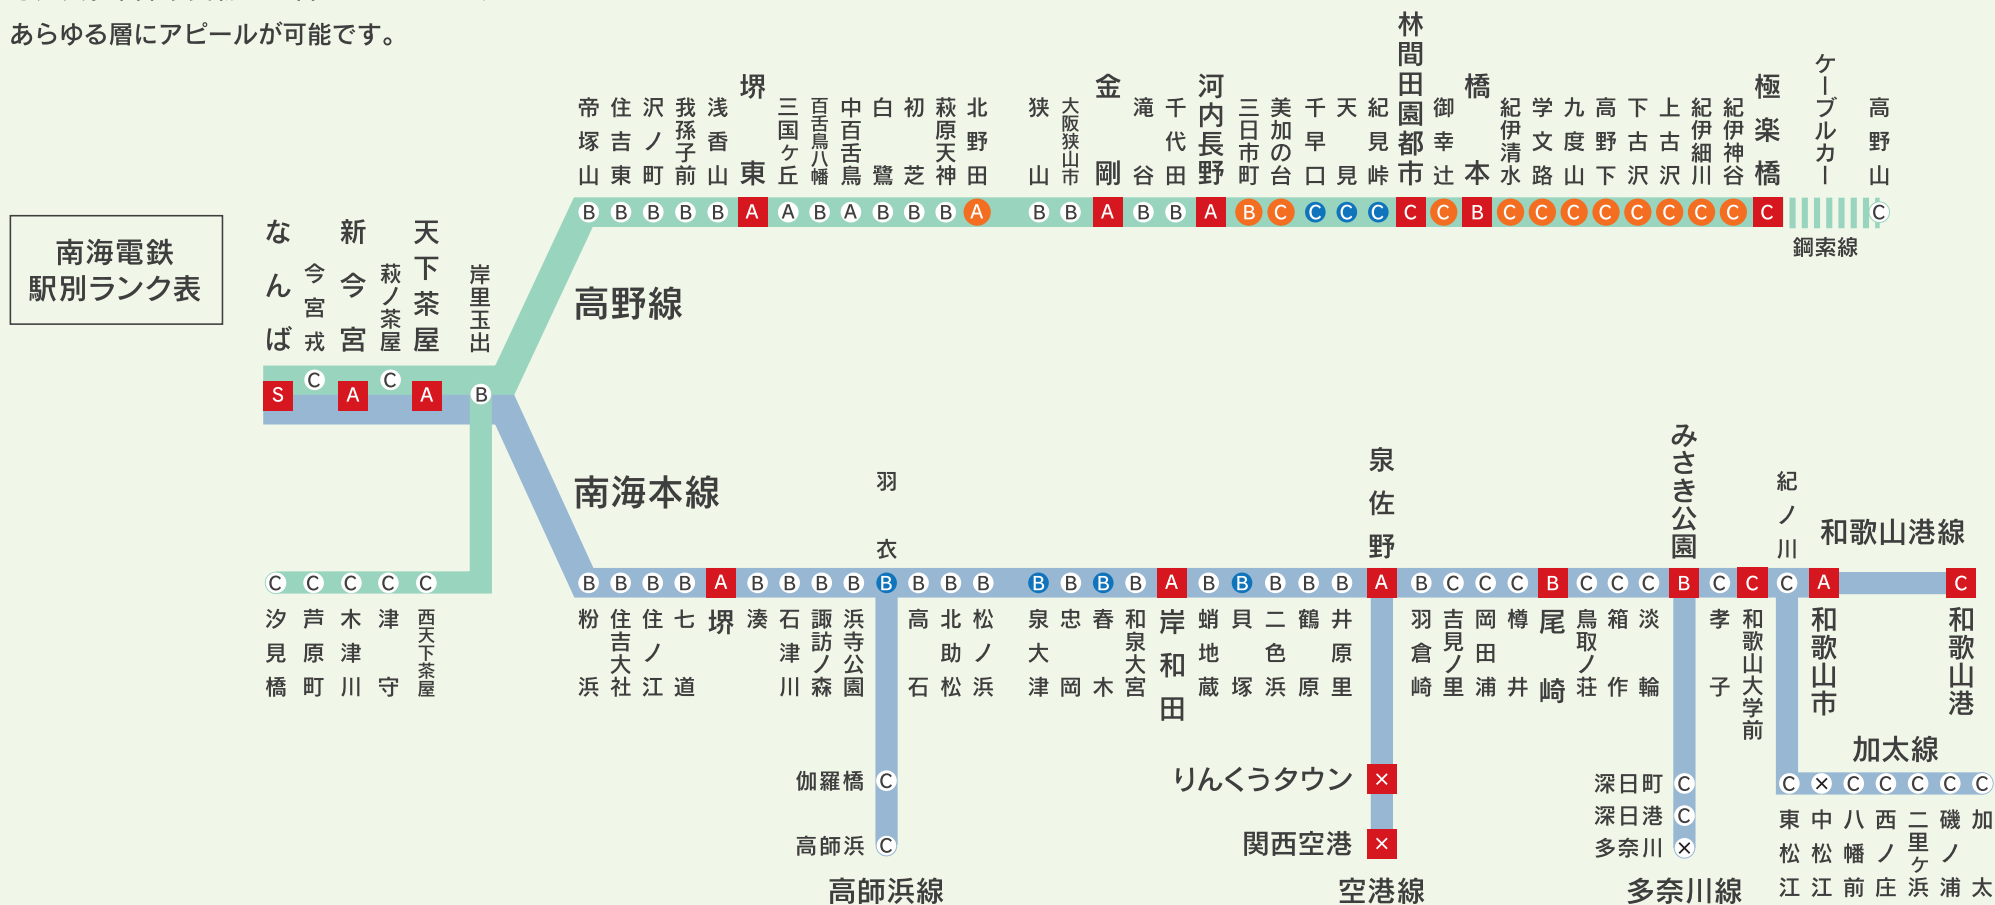 あらゆる層にアピールが可能です。
南海電鉄
駅別ランク表
なんば
今宮戎
新今宮
萩ノ茶屋
天下茶屋
岸里玉出
S
C
A
C
A
B
帝塚山
住吉東
沢ノ町
我孫子前
浅香山
堺東
三国ヶ丘
百舌鳥八幡
中百舌鳥
白鷺
初芝
萩原天神
北野田
狭山
大阪狭山市
金剛
滝谷
千代田
河内長野
三日市町
美加の台
千早口
天見
紀見峠
林間田園都市
御幸辻
橋本
紀伊清水
学文路
九度山
高野下
下古沢
上古沢
紀伊細川
紀伊神谷
極楽橋
ケーブルカー
高野山
B B B B B A A B A B B B A B B A B B A B C C C C C C B C C C C C C C C C C
鋼索線
高野線
南海本線
C C C C C
汐見橋
芦原町
木津川
津守
西天下茶屋
羽衣
泉佐野
みさき公園
紀ノ川
和歌山港線
B B B B A B B B B B B B B B B B B A B B B B B A B C C C B C C C B C C C A C
粉浜
住吉大社
住ノ江
七道
堺
湊
石津川
諏訪ノ森
浜寺公園
高石
北助松
松ノ浜
泉大津
忠岡
春木
和泉大宮
岸和田
蛸地蔵
貝塚
二色浜
鶴原
井原里
羽倉崎
吉見ノ里
岡田浦
樽井
尾崎
鳥取ノ荘
箱作
淡輪
孝子
和歌山大学前
和歌山市
和歌山港
伽羅橋 C
高師浜 C
高師浜線
りんくうタウン ×
関西空港 ×
空港線
深日町 C
深日港 C
多奈川 ×
多奈川線
加太線
C × C C C C C
東松江
中松江
八幡前
西ノ庄
二里ヶ浜
磯ノ浦
加太